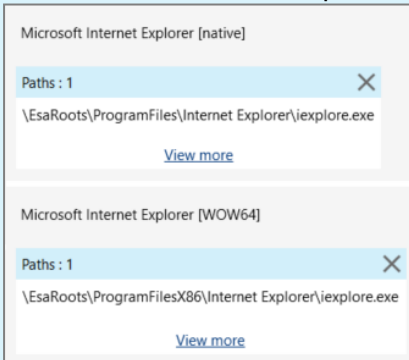 Microsoft Internet Explorer [native]
Paths : 1
\EsaRoots\ProgramFiles\Internet Explorer\iexplore.exe
View more
Microsoft Internet Explorer [WOW64]
Paths : 1
\EsaRoots\ProgramFilesX86\Internet Explorer\iexplore.exe
View more